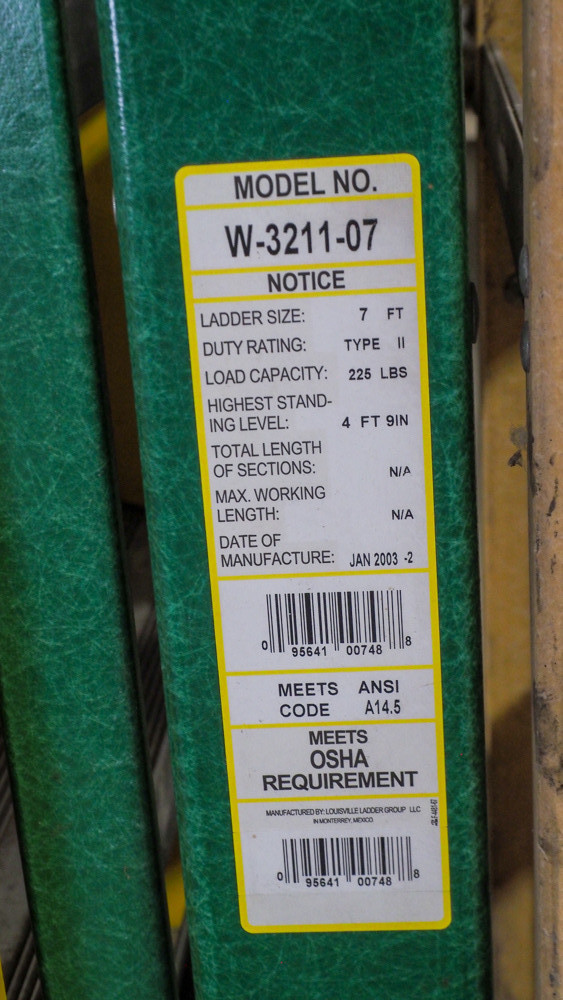 MODEL NO.
W-3211-07
NOTICE
LADDER SIZE: 7 FT
DUTY RATING: TYPE II
LOAD CAPACITY: 225 LBS
HIGHEST STAND-
ING LEVEL: 4 FT 9IN
TOTAL LENGTH
OF SECTIONS: N/A
MAX. WORKING
LENGTH: N/A
DATE OF
MANUFACTURE: JAN 2003 -2
0 95641 00748 8
MEETS ANSI
CODE A14.5
MEETS
OSHA
REQUIREMENT
MANUFACTURED BY: LOUISVILLE LADDER GROUP LLC
IN MONTERREY, MEXICO
0 95641 00748 8